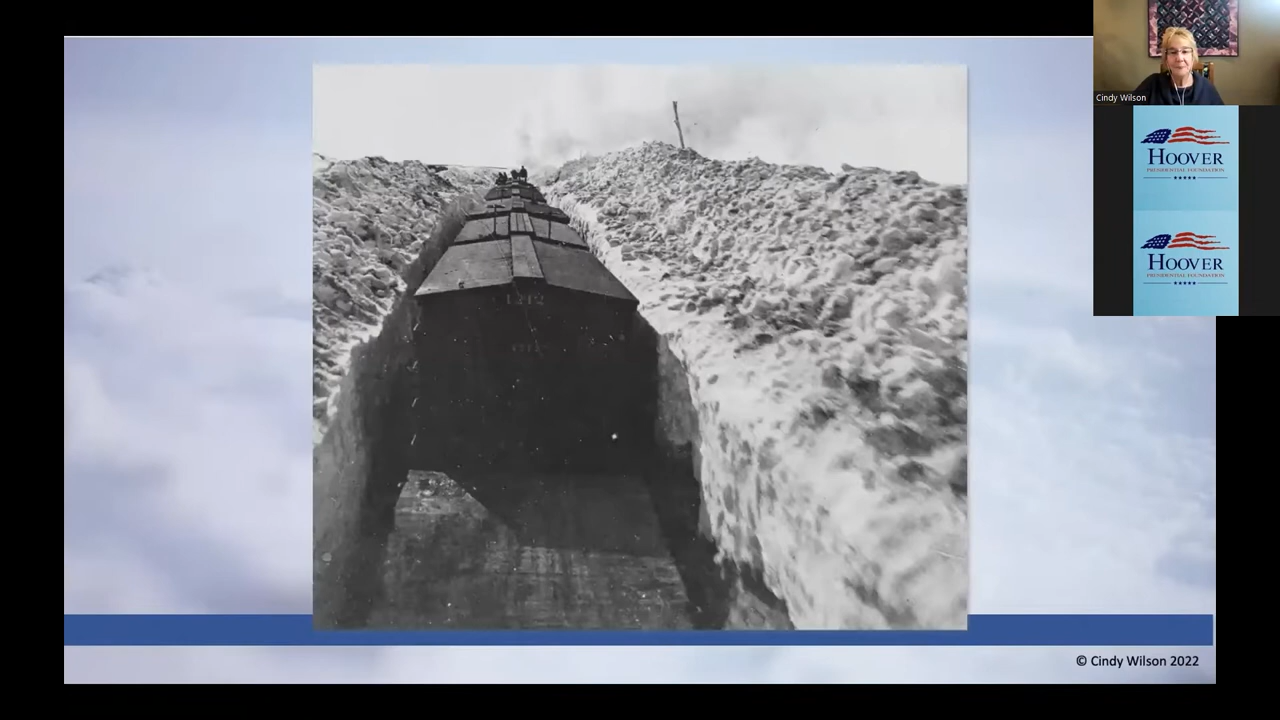 Cindy Wilson
HOOVER
PRESIDENTIAL FOUNDATION
HOOVER
PRESIDENTIAL FOUNDATION
© Cindy Wilson 2022